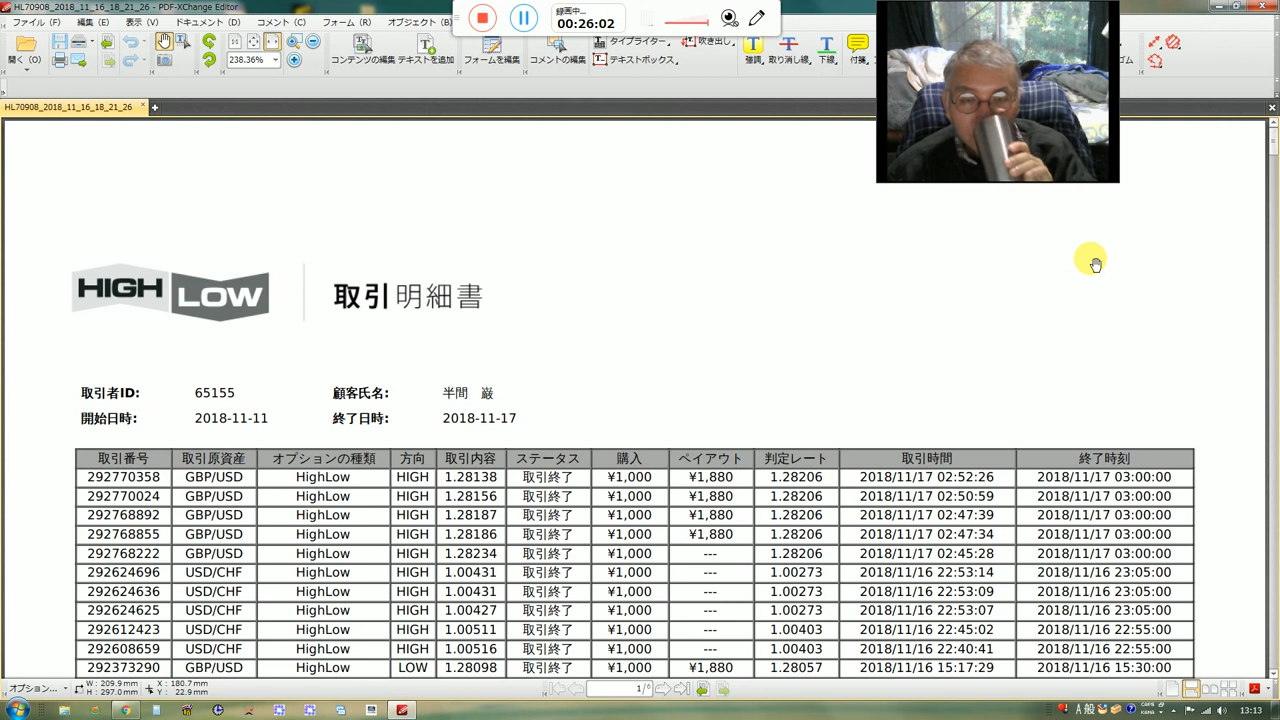 HL70908_2018_11_16_18_21_26 - PDF-XChange Editor
ファイル（F） 編集（E） 表示（V） ドキュメント（D） コメント（C） フォーム（R） オブジェクト（B）
録画中...
00:26:02
開く（O）
238.36%
コンテンツの編集 テキストを追加 フォームを編集 コメントの編集
タイプライター 吹き出し
テキストボックス
強調 取り消し線 下線 付箋
HL70908_2018_11_16_18_21_26
HIGH LOW 取引明細書
取引者ID: 65155 顧客氏名: 半間 巌
開始日時: 2018-11-11 終了日時: 2018-11-17
取引番号 取引原資産 オプションの種類 方向 取引内容 ステータス 購入 ペイアウト 判定レート 取引時間 終了時刻
292770358 GBP/USD HighLow HIGH 1.28138 取引終了 ¥1,000 ¥1,880 1.28206 2018/11/17 02:52:26 2018/11/17 03:00:00
292770024 GBP/USD HighLow HIGH 1.28156 取引終了 ¥1,000 ¥1,880 1.28206 2018/11/17 02:50:59 2018/11/17 03:00:00
292768892 GBP/USD HighLow HIGH 1.28187 取引終了 ¥1,000 ¥1,880 1.28206 2018/11/17 02:47:39 2018/11/17 03:00:00
292768855 GBP/USD HighLow HIGH 1.28186 取引終了 ¥1,000 ¥1,880 1.28206 2018/11/17 02:47:34 2018/11/17 03:00:00
292768222 GBP/USD HighLow HIGH 1.28234 取引終了 ¥1,000 --- 1.28206 2018/11/17 02:45:28 2018/11/17 03:00:00
292624696 USD/CHF HighLow HIGH 1.00431 取引終了 ¥1,000 --- 1.00273 2018/11/16 22:53:14 2018/11/16 23:05:00
292624636 USD/CHF HighLow HIGH 1.00431 取引終了 ¥1,000 --- 1.00273 2018/11/16 22:53:09 2018/11/16 23:05:00
292624625 USD/CHF HighLow HIGH 1.00427 取引終了 ¥1,000 --- 1.00273 2018/11/16 22:53:07 2018/11/16 23:05:00
292612423 USD/CHF HighLow HIGH 1.00511 取引終了 ¥1,000 --- 1.00403 2018/11/16 22:45:02 2018/11/16 22:55:00
292608659 USD/CHF HighLow HIGH 1.00516 取引終了 ¥1,000 --- 1.00403 2018/11/16 22:40:41 2018/11/16 22:55:00
292373290 GBP/USD HighLow LOW 1.28098 取引終了 ¥1,000 ¥1,880 1.28057 2018/11/16 15:17:29 2018/11/16 15:30:00
オプション... W: 209.9 mm X: 180.7 mm
H: 297.0 mm Y: 22.9 mm
1/6
A 般
13:13